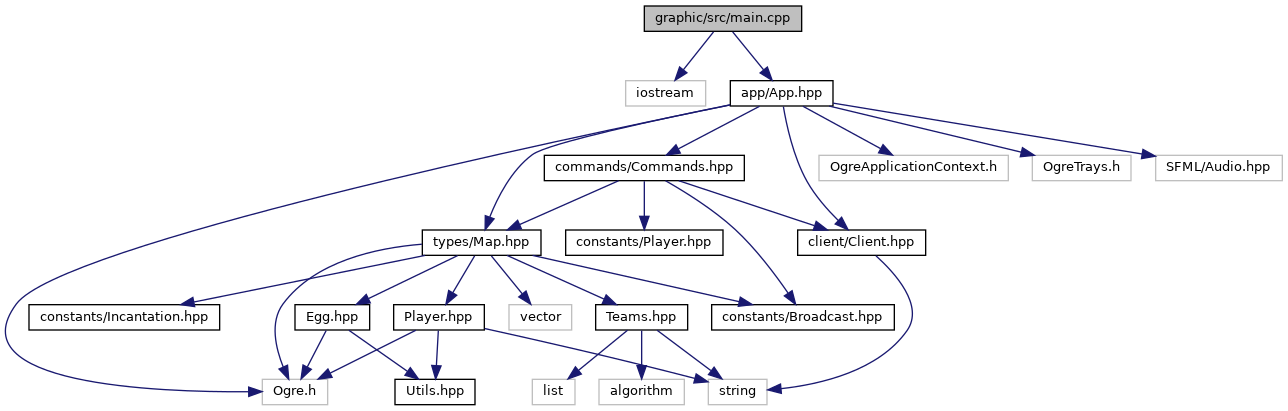 graphic/src/main.cpp
iostream
app/App.hpp
commands/Commands.hpp
OgreApplicationContext.h
OgreTrays.h
SFML/Audio.hpp
types/Map.hpp
constants/Player.hpp
client/Client.hpp
constants/Incantation.hpp
Egg.hpp
Player.hpp
vector
Teams.hpp
constants/Broadcast.hpp
Ogre.h
Utils.hpp
list
algorithm
string